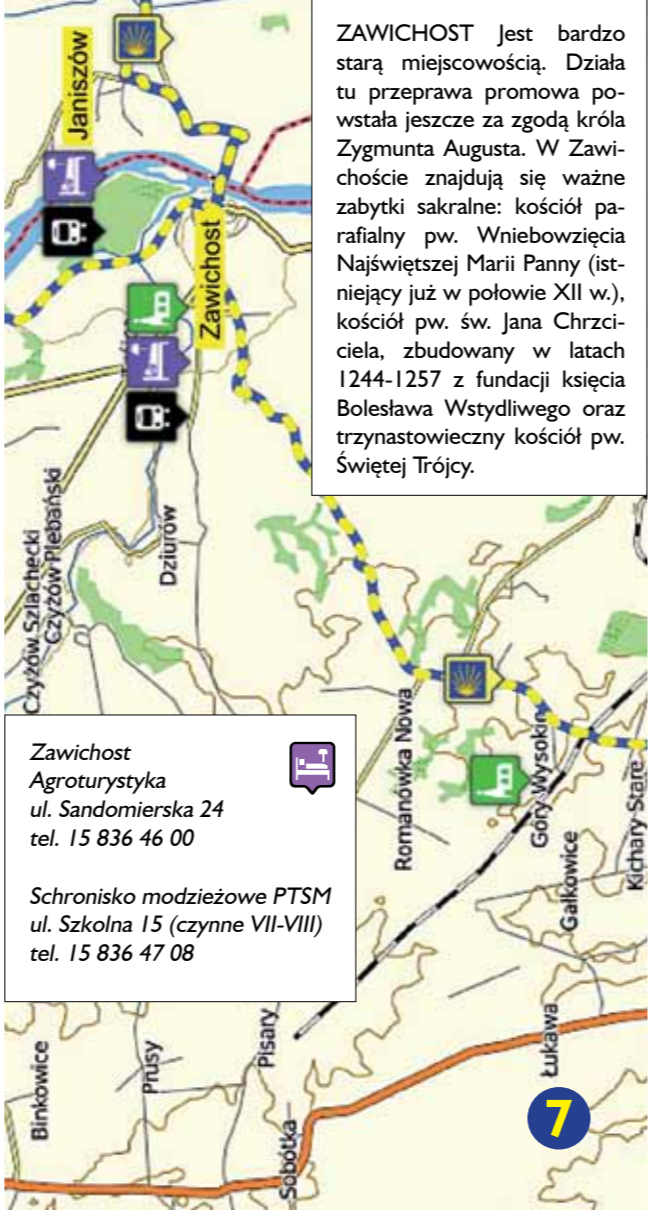 ZAWICHOST Jest bardzo
starą miejscowością. Działa
tu przeprawa promowa po-
wstała jeszcze za zgodą króla
Zygmunta Augusta. W Zawi-
choście znajdują się ważne
zabytki sakralne: kościół pa-
rafialny pw. Wniebowzięcia
Najświętszej Marii Panny (ist-
niejący już w połowie XII w.),
kościół pw. św. Jana Chrzci-
ciela, zbudowany w latach
1244-1257 z fundacji księcia
Bolesława Wstydliwego oraz
trzynastowieczny kościół pw.
Świętej Trójcy.
Janiszów
Zawichost
Czyżów Szlachecki
Czyżów Plebański
Dziurów
Zawichost
Agroturystyka
ul. Sandomierska 24
tel. 15 836 46 00
Schronisko modzieżowe PTSM
ul. Szkolna 15 (czynne VII-VIII)
tel. 15 836 47 08
Romanówka Nowa
Góry Wysokie
Gałkowice
Kichary Stare
Binkowice
Prusy
Pisary
Sobótka
Łukawa
7